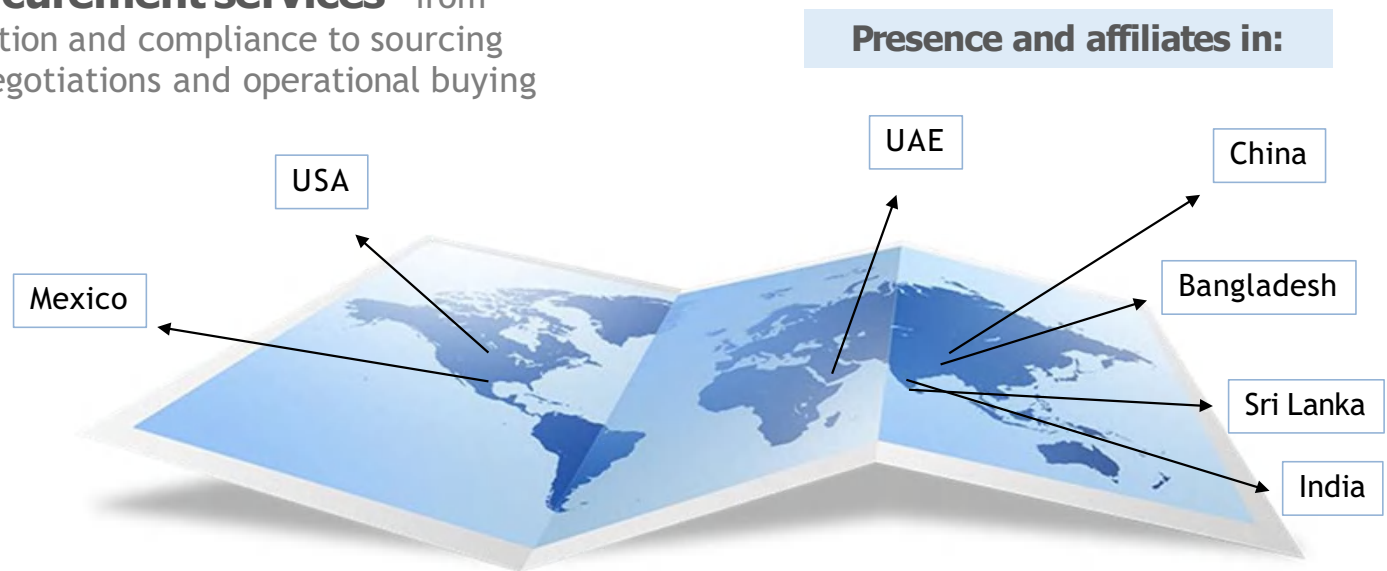 curement services from
tion and compliance to sourcing
egotiations and operational buying
Presence and affiliates in:
UAE
China
USA
Bangladesh
Mexico
Sri Lanka
India